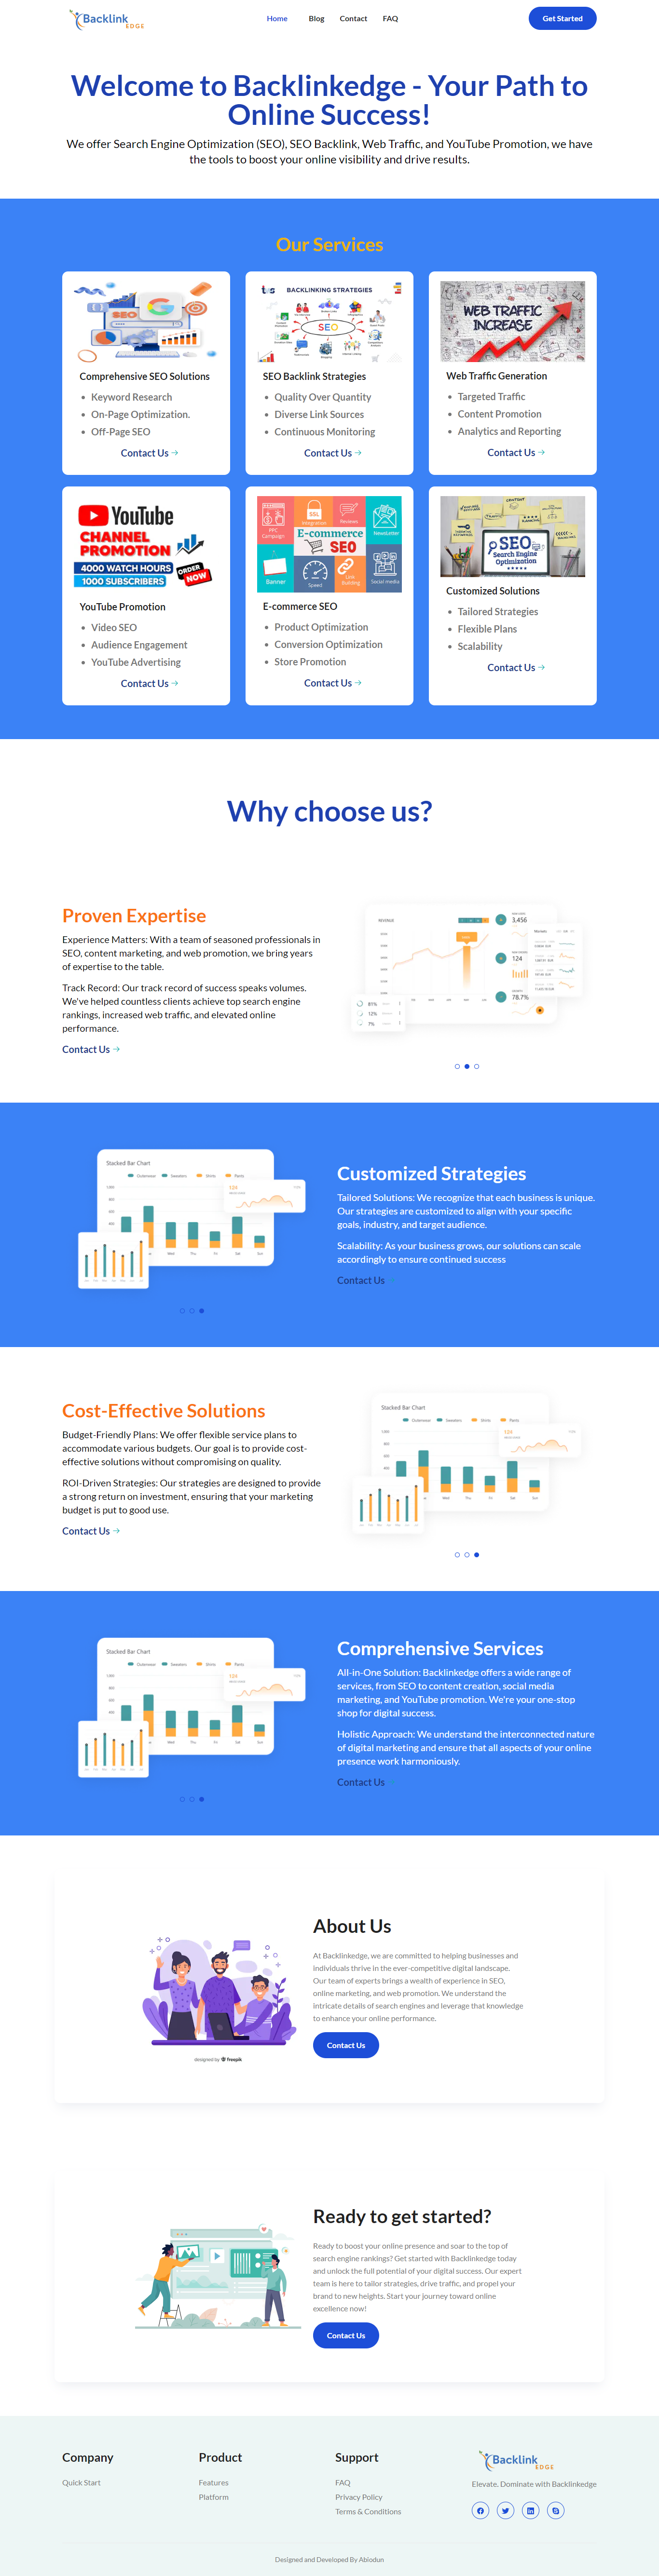 Backlink
EDGE
Home
Blog
Contact
FAQ
Get Started
Welcome to Backlinkedge - Your Path to
Online Success!
We offer Search Engine Optimization (SEO), SEO Backlink, Web Traffic, and YouTube Promotion, we have
the tools to boost your online visibility and drive results.
Our Services
SEO
Comprehensive SEO Solutions
Keyword Research
On-Page Optimization.
Off-Page SEO
Contact Us
BACKLINKING STRATEGIES
SEO
SEO Backlink Strategies
Quality Over Quantity
Diverse Link Sources
Continuous Monitoring
Contact Us
WEB TRAFFIC
INCREASE
Web Traffic Generation
Targeted Traffic
Content Promotion
Analytics and Reporting
Contact Us
YouTube
CHANNEL
PROMOTION
4000 WATCH HOURS
1000 SUBSCRIBERS
ORDER
NOW
YouTube Promotion
Video SEO
Audience Engagement
YouTube Advertising
Contact Us
PPC
Campaign
SSL
Integration
Reviews
Newsletter
E-commerce
SEO
Banner
Speed
Link
Building
Social media
E-commerce SEO
Product Optimization
Conversion Optimization
Store Promotion
Contact Us
CONTENT
SEO
Search Engine
Optimization
Customized Solutions
Tailored Strategies
Flexible Plans
Scalability
Contact Us
Why choose us?
Proven Expertise
Experience Matters: With a team of seasoned professionals in
SEO, content marketing, and web promotion, we bring years
of expertise to the table.
Track Record: Our track record of success speaks volumes.
We've helped countless clients achieve top search engine
rankings, increased web traffic, and elevated online
performance.
Contact Us
REVENUE
3,456
124
78.7%
81%
12%
7%
Stacked Bar Chart
124
Customized Strategies
Tailored Solutions: We recognize that each business is unique.
Our strategies are customized to align with your specific
goals, industry, and target audience.
Scalability: As your business grows, our solutions can scale
accordingly to ensure continued success
Contact Us
Cost-Effective Solutions
Budget-Friendly Plans: We offer flexible service plans to
accommodate various budgets. Our goal is to provide cost-
effective solutions without compromising on quality.
ROI-Driven Strategies: Our strategies are designed to provide
a strong return on investment, ensuring that your marketing
budget is put to good use.
Contact Us
Stacked Bar Chart
124
Stacked Bar Chart
124
Comprehensive Services
All-in-One Solution: Backlinkedge offers a wide range of
services, from SEO to content creation, social media
marketing, and YouTube promotion. We're your one-stop
shop for digital success.
Holistic Approach: We understand the interconnected nature
of digital marketing and ensure that all aspects of your online
presence work harmoniously.
Contact Us
designed by freepik
About Us
At Backlinkedge, we are committed to helping businesses and
individuals thrive in the ever-competitive digital landscape.
Our team of experts brings a wealth of experience in SEO,
online marketing, and web promotion. We understand the
intricate details of search engines and leverage that knowledge
to enhance your online performance.
Contact Us
Ready to get started?
Ready to boost your online presence and soar to the top of
search engine rankings? Get started with Backlinkedge today
and unlock the full potential of your digital success. Our expert
team is here to tailor strategies, drive traffic, and propel your
brand to new heights. Start your journey toward online
excellence now!
Contact Us
Company
Quick Start
Product
Features
Platform
Support
FAQ
Privacy Policy
Terms & Conditions
Backlink
EDGE
Elevate. Dominate with Backlinkedge
Designed and Developed By Abiodun